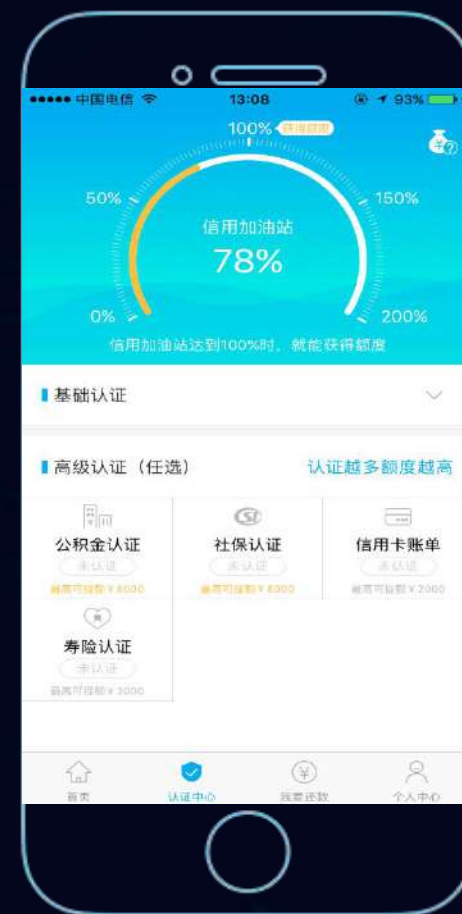 中国电信
13:08
93%
100% 获得额度
50%
150%
信用加油站
78%
0%
200%
信用加油站达到100%时，就能获得额度
基础认证
高级认证（任选）
认证越多额度越高
公积金认证
社保认证
信用卡账单
未认证
未认证
未认证
最高可提额￥8000
最高可提额￥8000
最高可提额￥2000
寿险认证
未认证
最高可提额￥3000
首页
认证中心
我要还款
个人中心